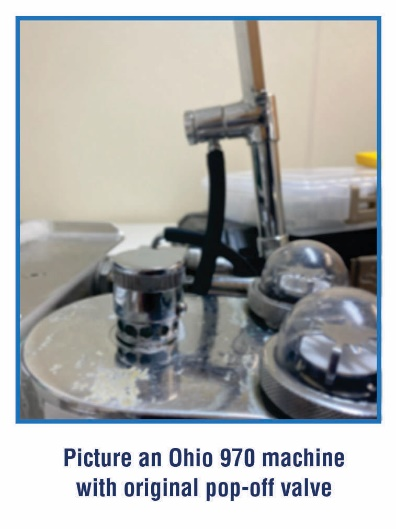 Picture an Ohio 970 machine
with original pop-off valve